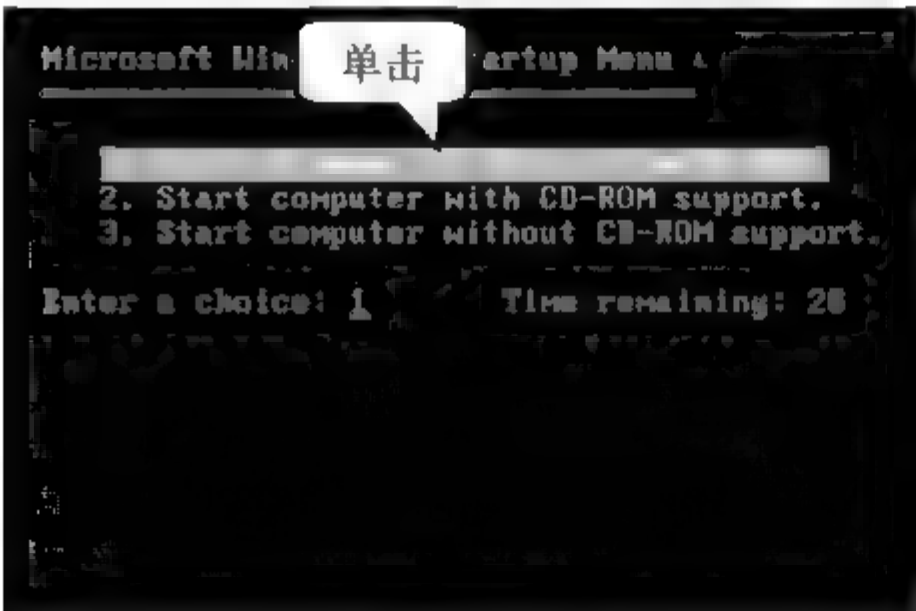 单击
Microsoft Win artup Menu
2. Start computer with CD-ROM support.
3. Start computer without CD-ROM support.
Enter a choice: 1 Time remaining: